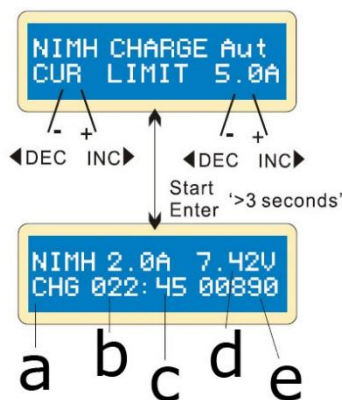 NIMH CHARGE Aut
CUR LIMIT 5.0A
- + - +
◀DEC INC▶ ◀DEC INC▶
Start
Enter '>3 seconds'
NIMH 2.0A 7.42V
CHG 022:45 00890
a b c d e